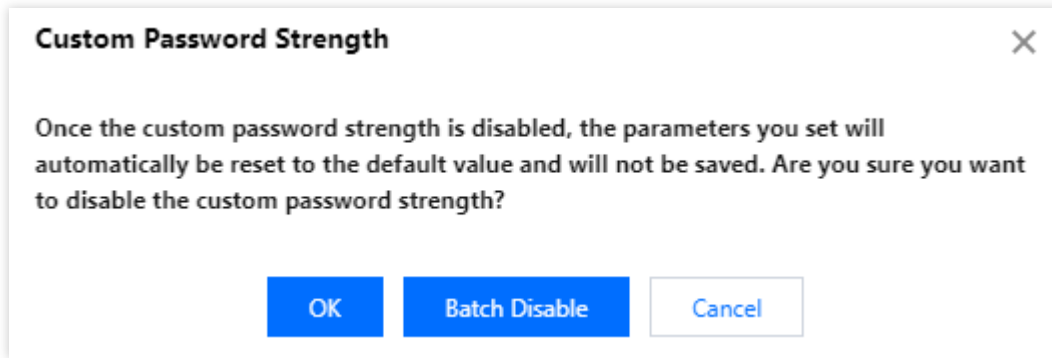 Custom Password Strength
Once the custom password strength is disabled, the parameters you set will
automatically be reset to the default value and will not be saved. Are you sure you want
to disable the custom password strength?
OK Batch Disable Cancel